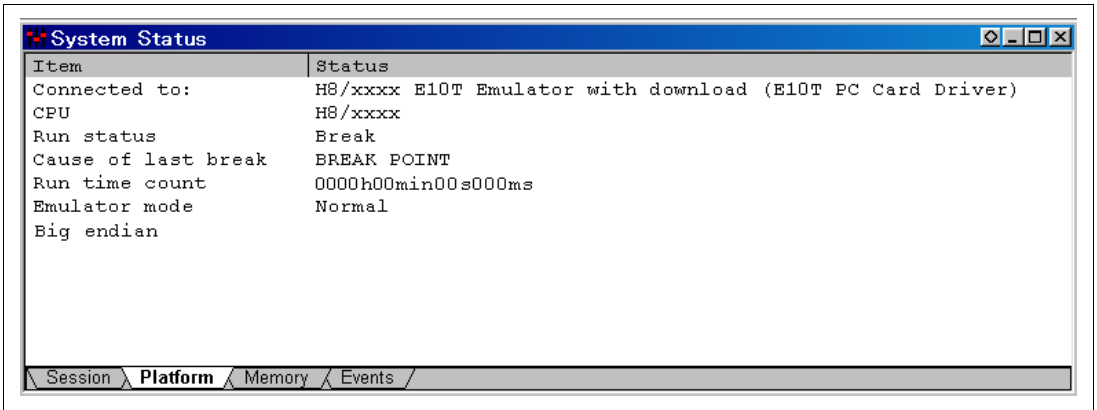 System Status
Item Status
Connected to: H8/xxxx E10T Emulator with download (E10T PC Card Driver)
CPU H8/xxxx
Run status Break
Cause of last break BREAK POINT
Run time count 0000h00min00s000ms
Emulator mode Normal
Big endian
Session Platform Memory Events